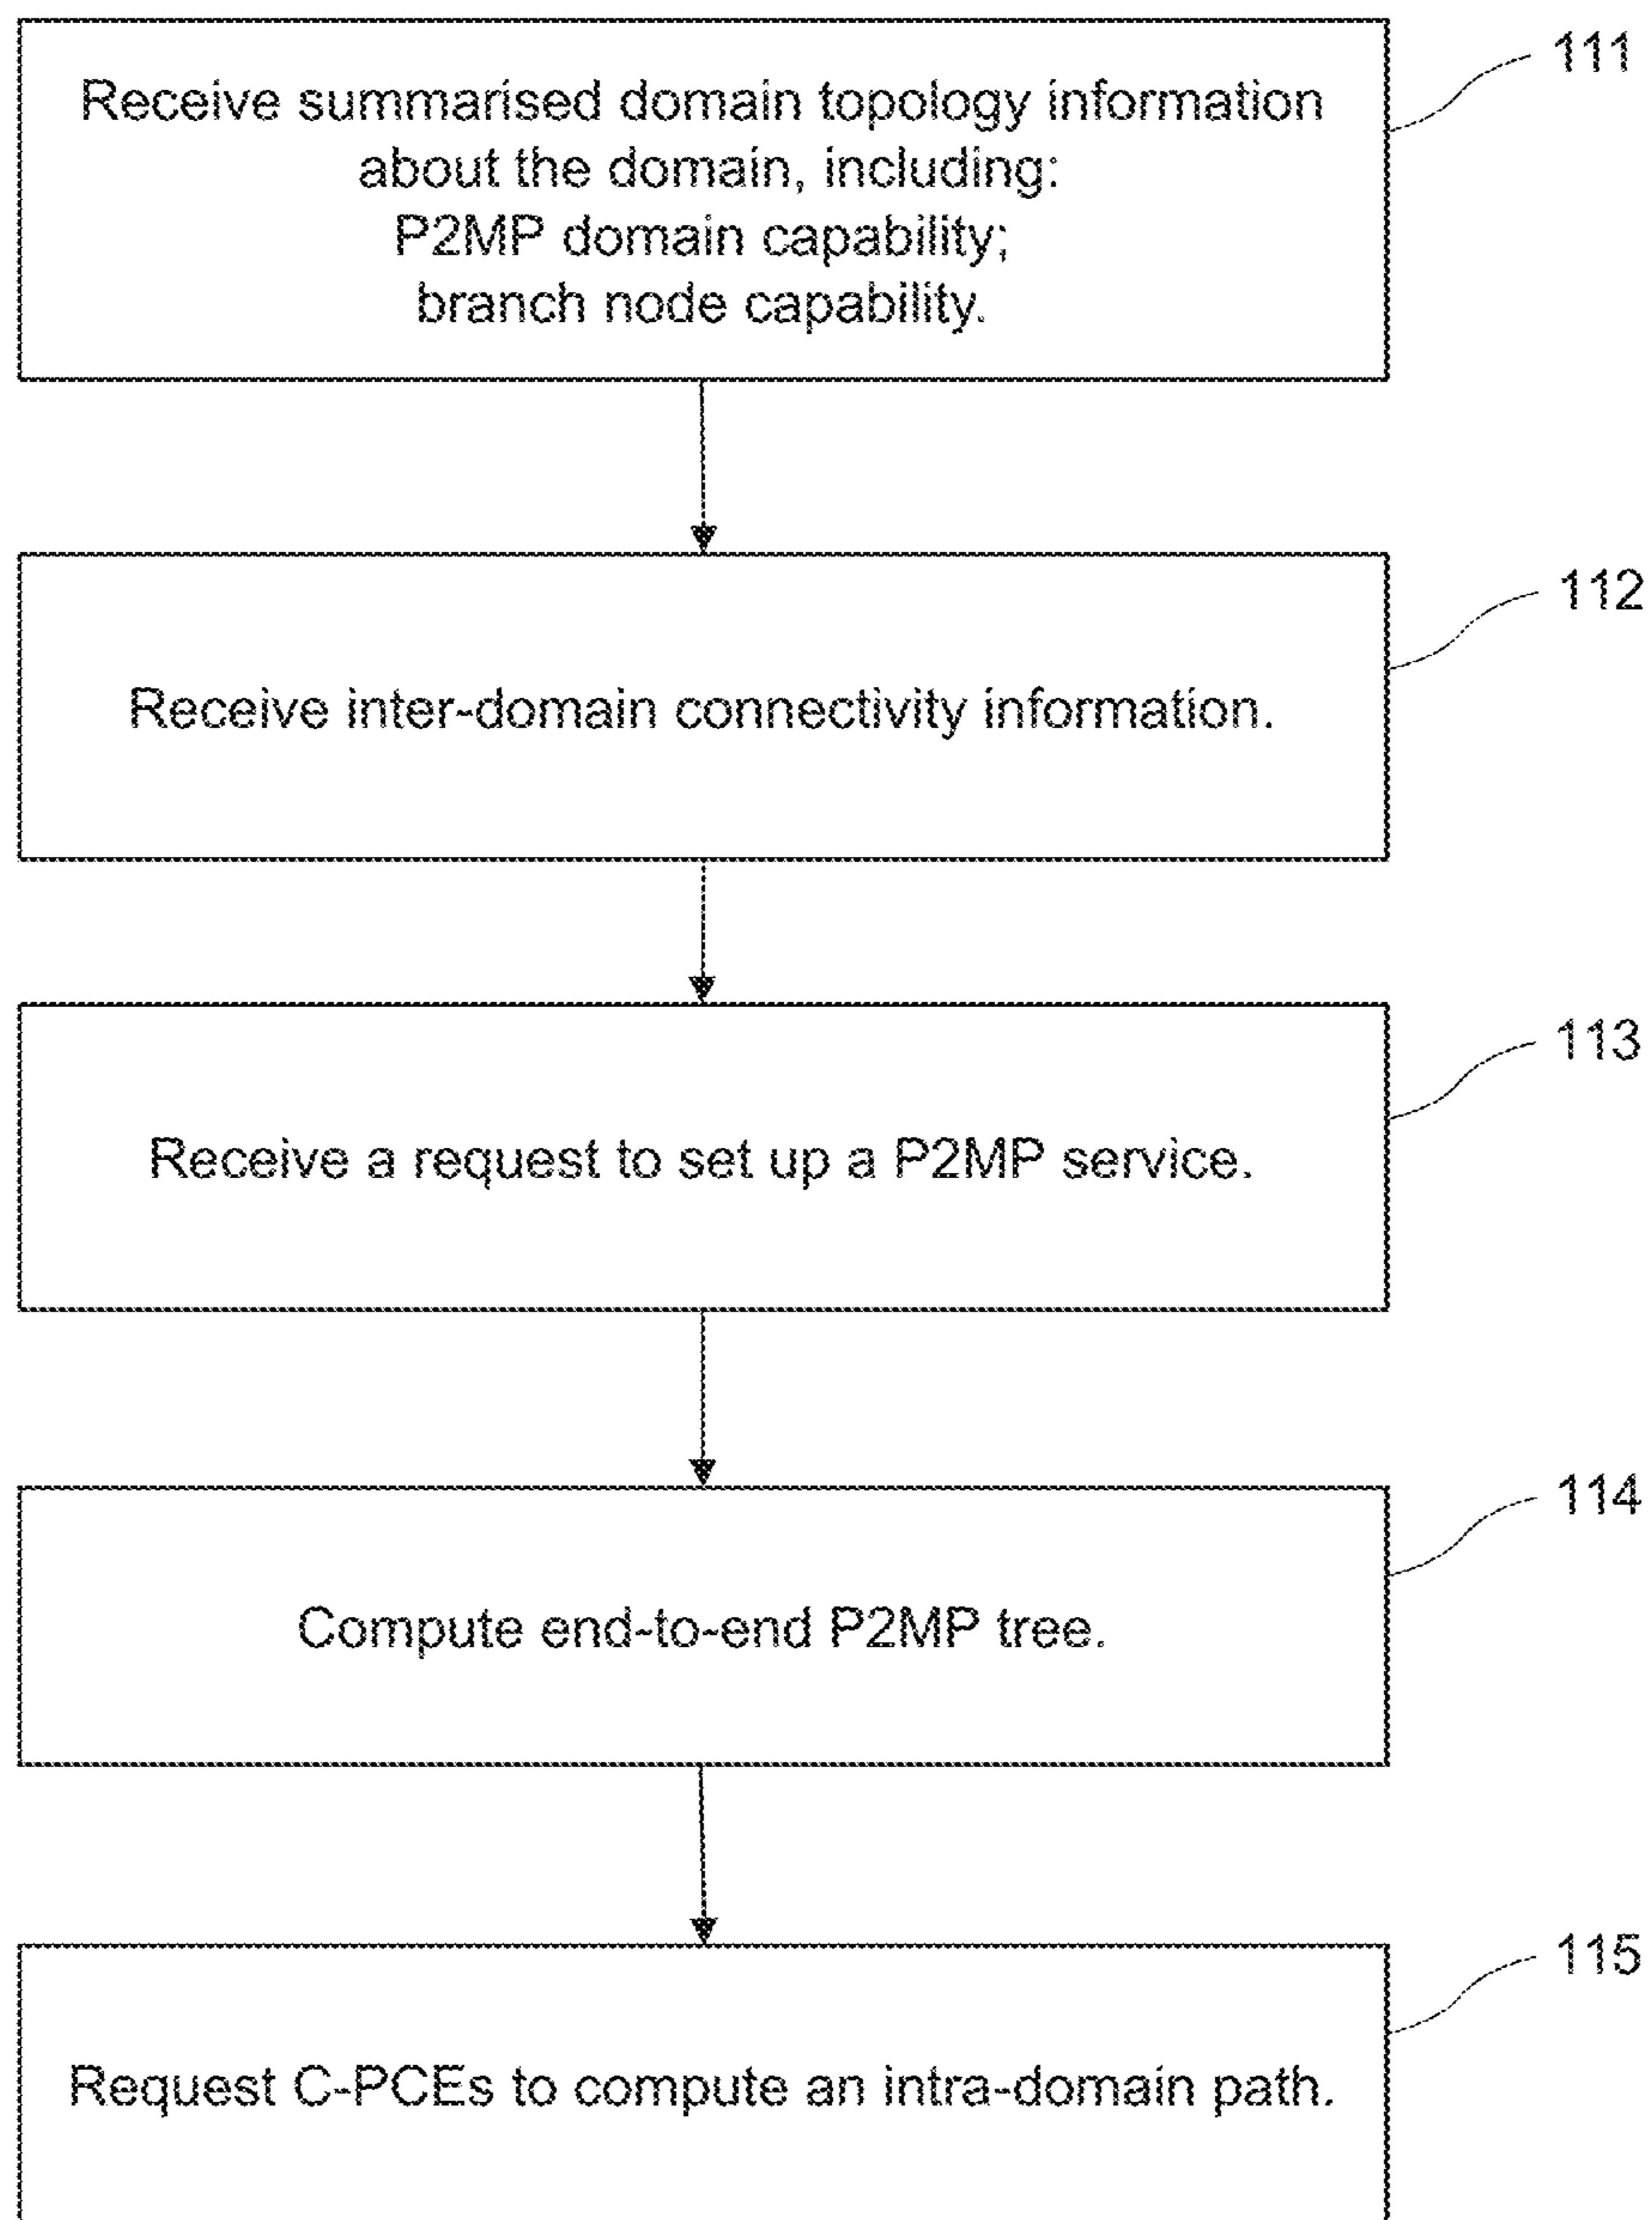 Receive summarised domain topology information
about the domain, including:
P2MP domain capability;
branch node capability.
111
Receive inter-domain connectivity information.
112
Receive a request to set up a P2MP service.
113
Compute end-to-end P2MP tree.
114
Request C-PCEs to compute an intra-domain path.
115